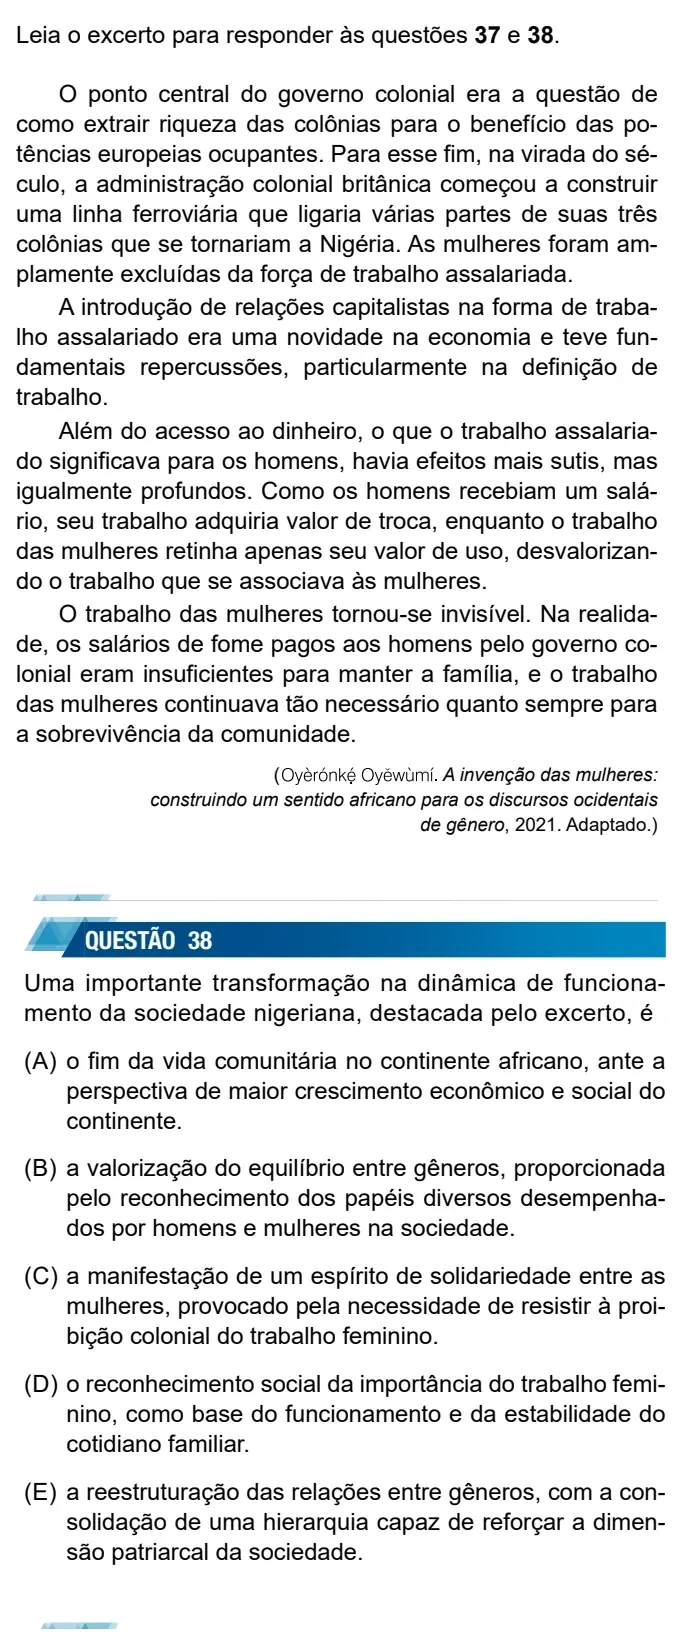 Leia o excerto para responder às questões 37 e 38.
O ponto central do governo colonial era a questão de
como extrair riqueza das colônias para o benefício das po-
tências europeias ocupantes. Para esse fim, na virada do sé-
culo, a administração colonial britânica começou a construir
uma linha ferroviária que ligaria várias partes de suas três
colônias que se tornariam a Nigéria. As mulheres foram am-
plamente excluídas da força de trabalho assalariada.
A introdução de relações capitalistas na forma de traba-
lho assalariado era uma novidade na economia e teve fun-
damentais repercussões, particularmente na definição de
trabalho.
Além do acesso ao dinheiro, o que o trabalho assalaria-
do significava para os homens, havia efeitos mais sutis, mas
igualmente profundos. Como os homens recebiam um salá-
rio, seu trabalho adquiria valor de troca, enquanto o trabalho
das mulheres retinha apenas seu valor de uso, desvalorizan-
do o trabalho que se associava às mulheres.
O trabalho das mulheres tornou-se invisível. Na realida-
de, os salários de fome pagos aos homens pelo governo co-
lonial eram insuficientes para manter a família, e o trabalho
das mulheres continuava tão necessário quanto sempre para
a sobrevivência da comunidade.
(Oyèrónkẹ́ Oyěwùmí. A invenção das mulheres:
construindo um sentido africano para os discursos ocidentais
de gênero, 2021. Adaptado.)
QUESTÃO 38
Uma importante transformação na dinâmica de funciona-
mento da sociedade nigeriana, destacada pelo excerto, é
(A) o fim da vida comunitária no continente africano, ante a
perspectiva de maior crescimento econômico e social do
continente.
(B) a valorização do equilíbrio entre gêneros, proporcionada
pelo reconhecimento dos papéis diversos desempenha-
dos por homens e mulheres na sociedade.
(C) a manifestação de um espírito de solidariedade entre as
mulheres, provocado pela necessidade de resistir à proi-
bição colonial do trabalho feminino.
(D) o reconhecimento social da importância do trabalho femi-
nino, como base do funcionamento e da estabilidade do
cotidiano familiar.
(E) a reestruturação das relações entre gêneros, com a con-
solidação de uma hierarquia capaz de reforçar a dimen-
são patriarcal da sociedade.